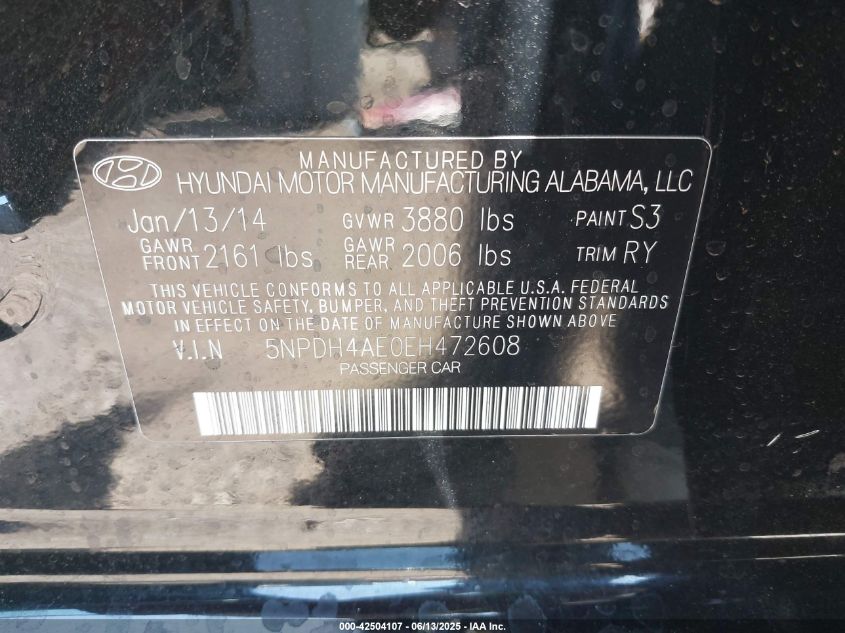 MANUFACTURED BY
HYUNDAI MOTOR MANUFACTURING ALABAMA, LLC
Jan/13/14 GVWR 3880 lbs PAINT S3
GAWR FRONT 2161 lbs GAWR REAR 2006 lbs TRIM RY
THIS VEHICLE CONFORMS TO ALL APPLICABLE U.S.A. FEDERAL
MOTOR VEHICLE SAFETY, BUMPER, AND THEFT PREVENTION STANDARDS
IN EFFECT ON THE DATE OF MANUFACTURE SHOWN ABOVE
V.I.N 5NPDH4AE0EH472608
PASSENGER CAR
000-42504107 - 06/13/2025 - IAA Inc.